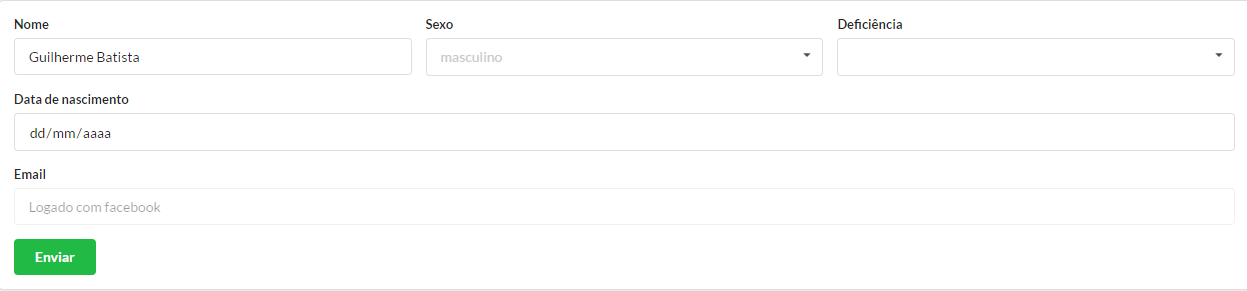 Nome Sexo Deficiência
Guilherme Batista masculino
Data de nascimento
dd/mm/aaaa
Email
Logado com facebook
Enviar